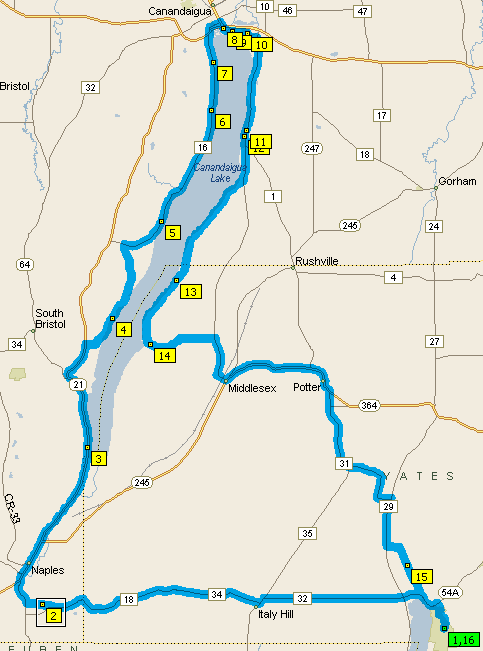 10
46
47
Canandaigua
8
9
10
7
Bristol
32
17
6
11
12
247
16
18
Canandaigua
Lake
Gorham
1
5
245
24
64
Rushville
4
13
South
Bristol
4
34
14
27
21
Middlesex
Potter
364
3
31
YATES
245
29
CR-33
35
Naples
15
54A
18
34
32
2
Italy Hill
1,16